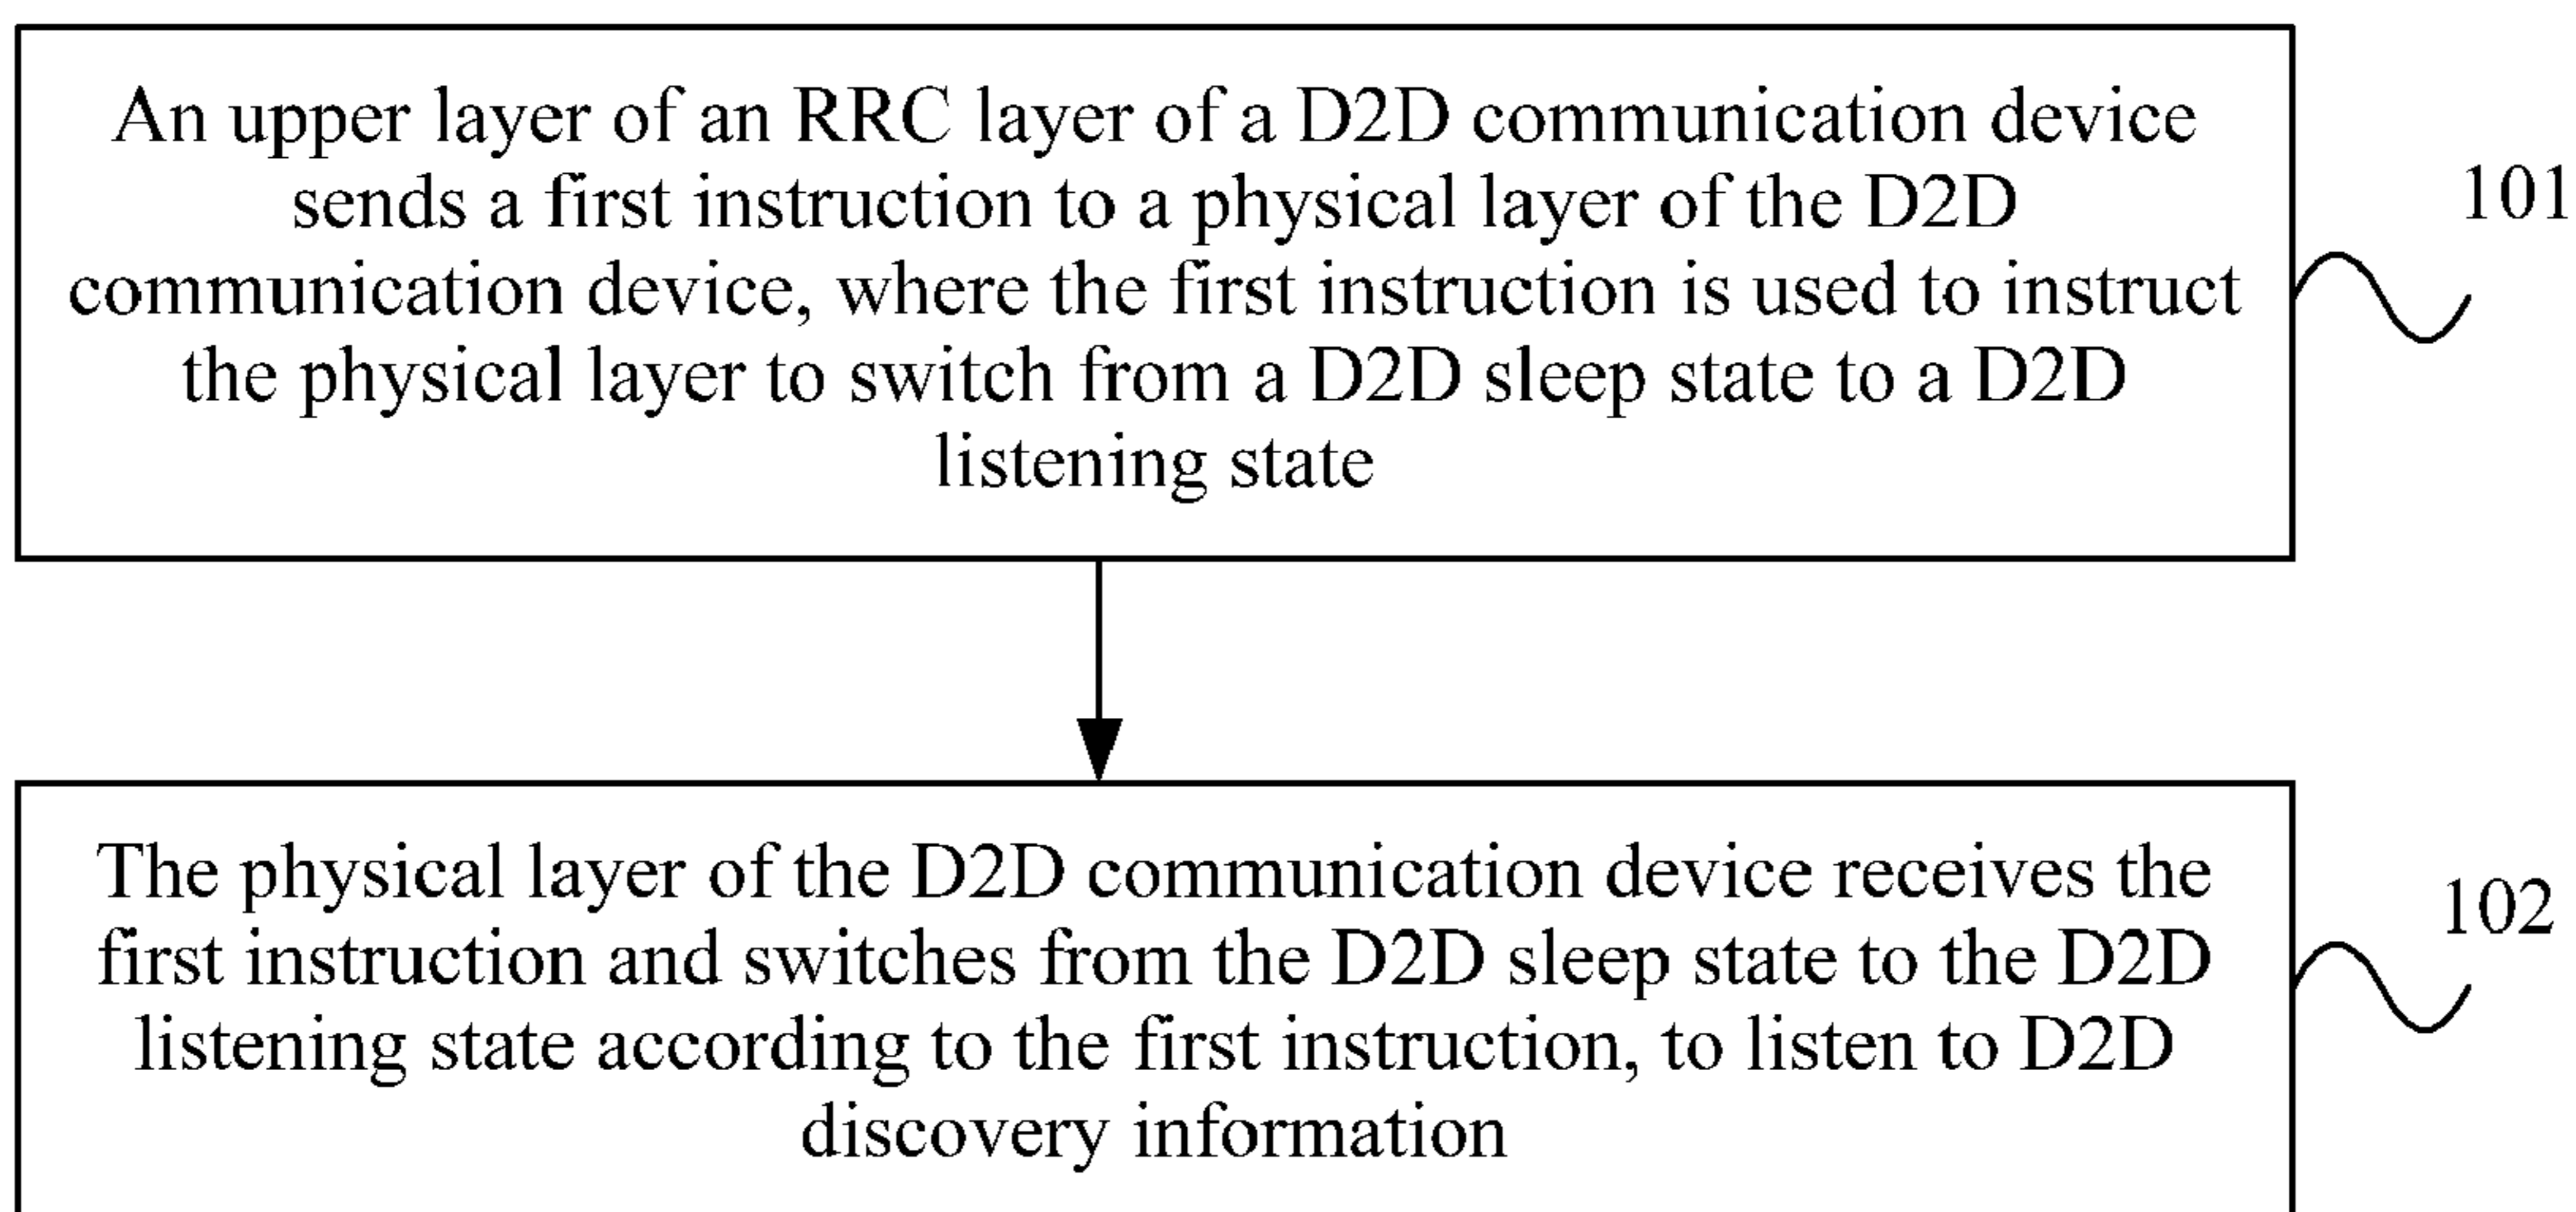 An upper layer of an RRC layer of a D2D communication device
sends a first instruction to a physical layer of the D2D
communication device, where the first instruction is used to instruct
the physical layer to switch from a D2D sleep state to a D2D
listening state
101
The physical layer of the D2D communication device receives the
first instruction and switches from the D2D sleep state to the D2D
listening state according to the first instruction, to listen to D2D
discovery information
102